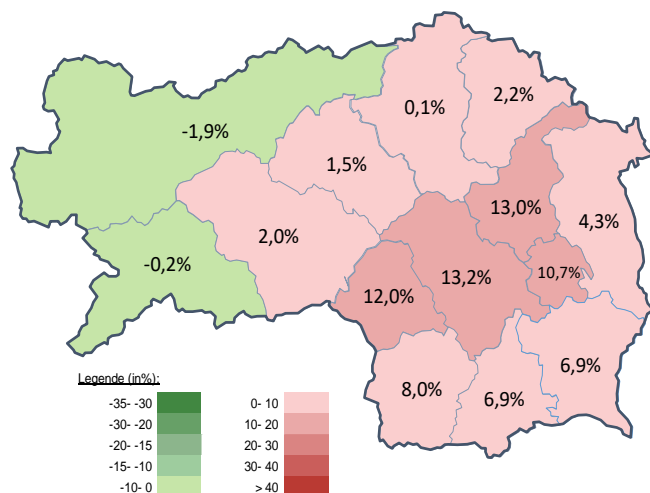 2,2%
0,1%
-1,9%
1,5%
13,0%
4,3%
2,0%
-0,2%
10,7%
13,2%
12,0%
6,9%
8,0%
6,9%
Legende (in%):
-35- -30 0- 10
-30- -20 10- 20
-20- -15 20- 30
-15- -10 30- 40
-10- 0 > 40